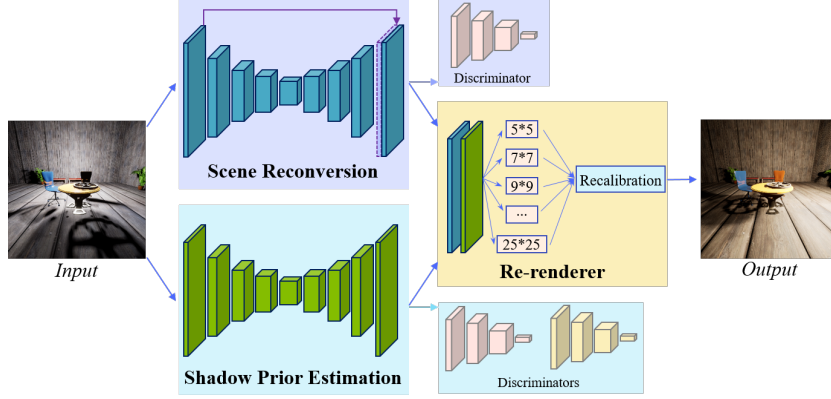 Discriminator
Scene Reconversion
5*5
7*7
9*9
...
25*25
Recalibration
Re-renderer
Input
Output
Shadow Prior Estimation
Discriminators